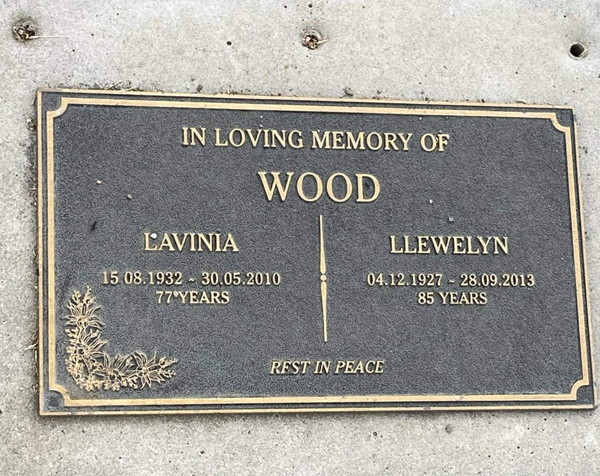 IN LOVING MEMORY OF
WOOD
LAVINIA
15.08.1932 ~ 30.05.2010
77 YEARS
LLEWELYN
04.12.1927 ~ 28.09.2013
85 YEARS
REST IN PEACE